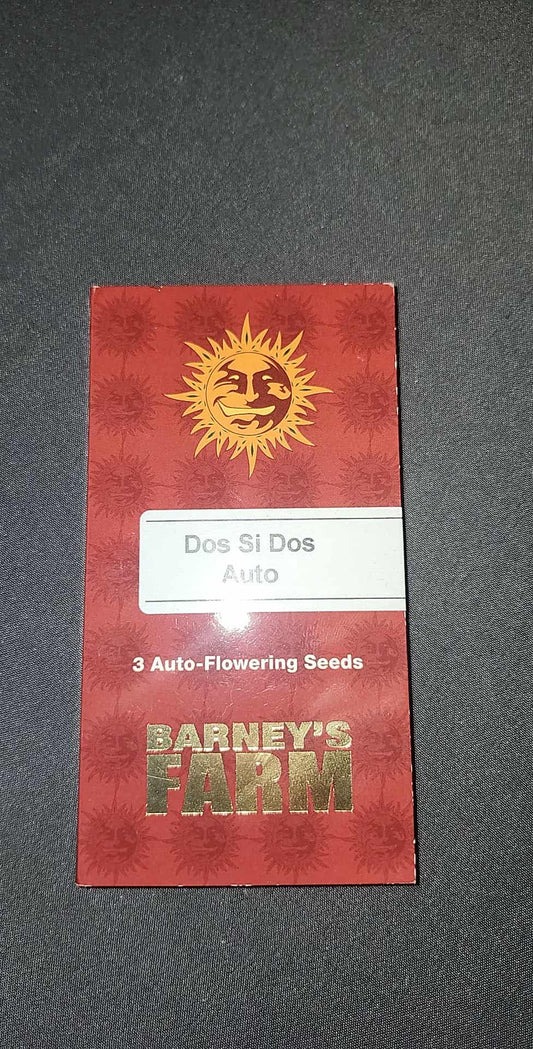 Dos Si Dos
Auto
3 Auto-Flowering Seeds
BARNEY'S
FARM